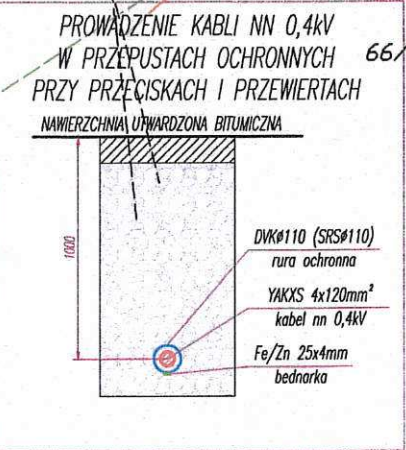 PROWADZENIE KABLI NN 0,4kV
W PRZEPUSTACH OCHRONNYCH 66/
PRZY PRZECISKACH I PRZEWIERTACH
NAWIERZCHNIA UTWARDZONA BITUMICZNA
1000
DVKø110 (SRSø110)
rura ochronna
YAKXS 4x120mm²
kabel nn 0,4kV
Fe/Zn 25x4mm
bednarka